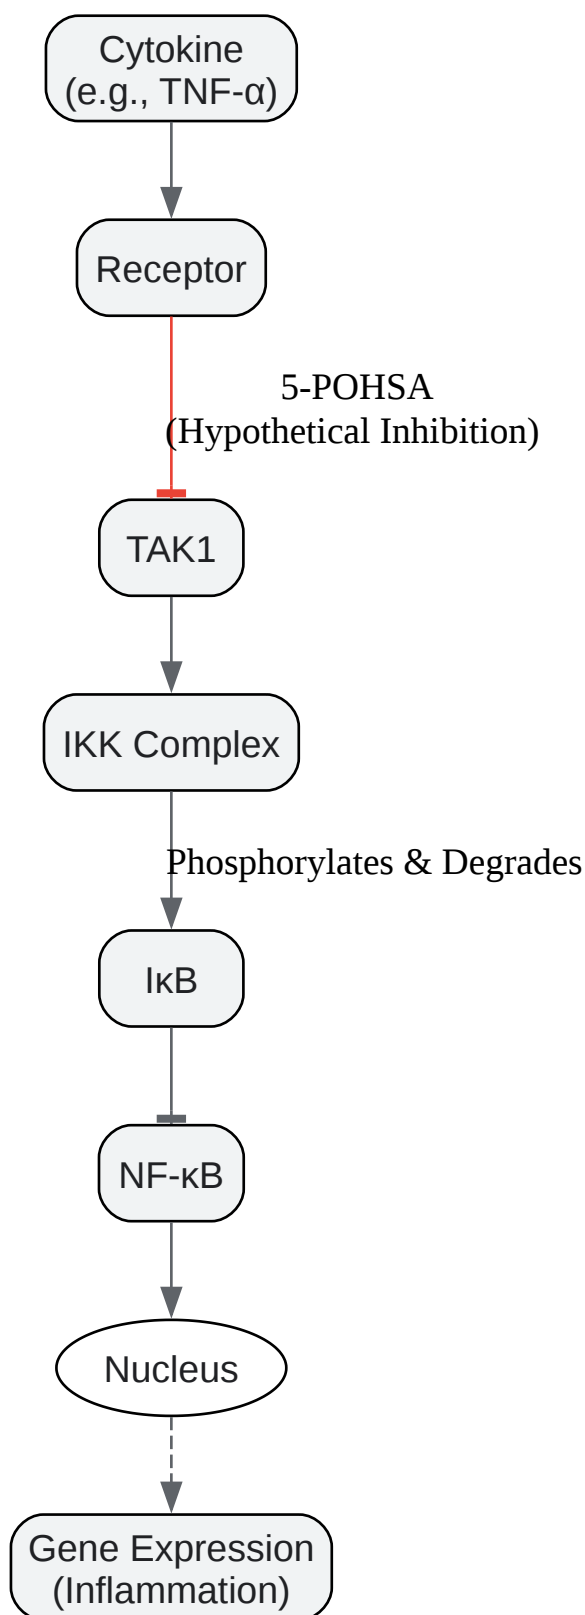 Cytokine
(e.g., TNF-α)
Receptor
5-POHSA
(Hypothetical Inhibition)
TAK1
IKK Complex
Phosphorylates & Degrades
IκB
NF-κB
Nucleus
Gene Expression
(Inflammation)